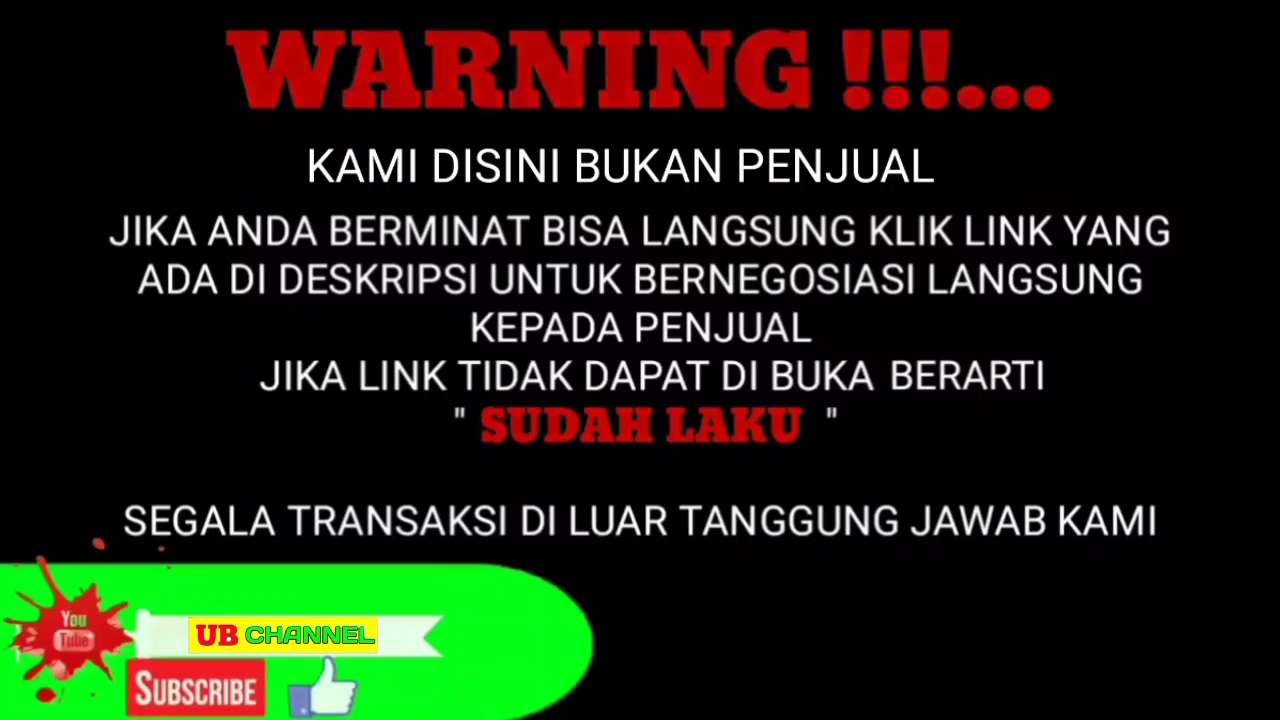 WARNING !!!...
KAMI DISINI BUKAN PENJUAL
JIKA ANDA BERMINAT BISA LANGSUNG KLIK LINK YANG
ADA DI DESKRIPSI UNTUK BERNEGOSIASI LANGSUNG
KEPADA PENJUAL
JIKA LINK TIDAK DAPAT DI BUKA BERARTI
" SUDAH LAKU "
SEGALA TRANSAKSI DI LUAR TANGGUNG JAWAB KAMI
You
Tube
UB CHANNEL
SUBSCRIBE